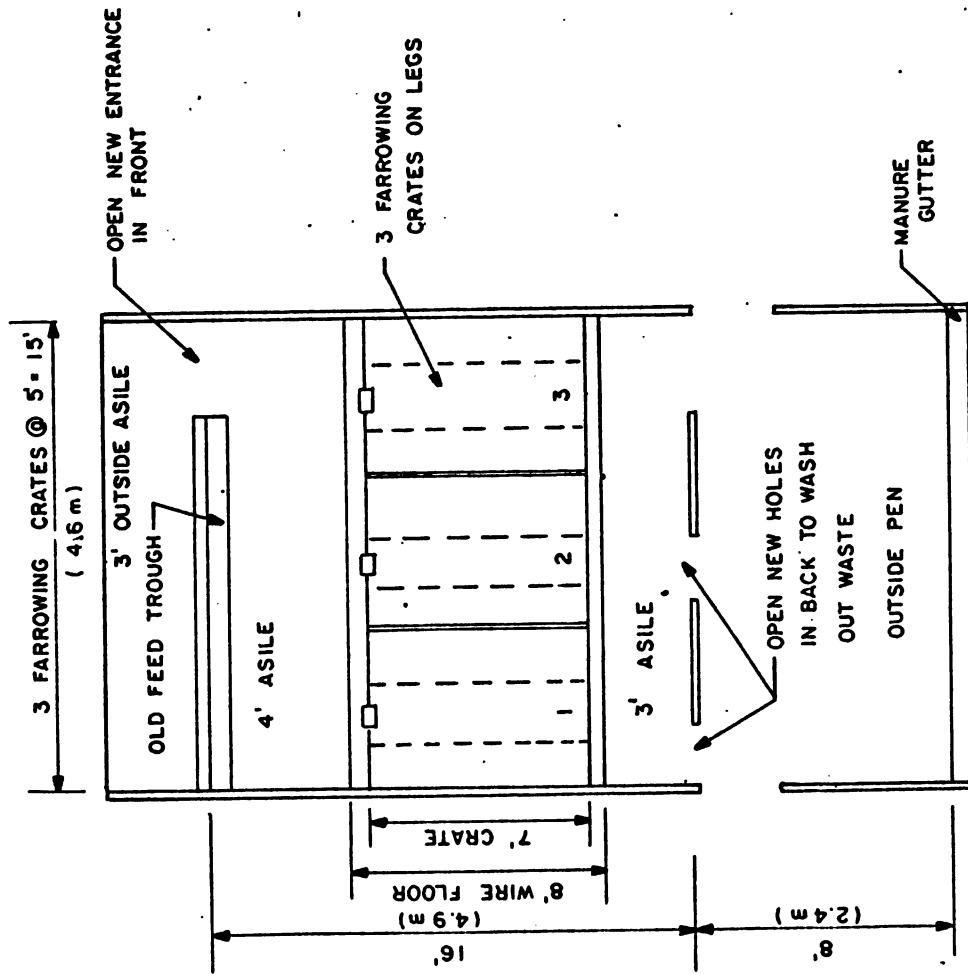 3 FARROWING CRATES @ 5' = 15'
(4.6 m)
3' OUTSIDE ASILE
OPEN NEW ENTRANCE
IN FRONT
OLD FEED TROUGH
4' ASILE
3 FARROWING
CRATES ON LEGS
1
2
3
7' CRATE
8' WIRE FLOOR
(4.9 m)
16'
3' ASILE
OPEN NEW HOLES
IN BACK TO WASH
OUT WASTE
OUTSIDE PEN
(2.4 m)
8'
MANURE
GUTTER